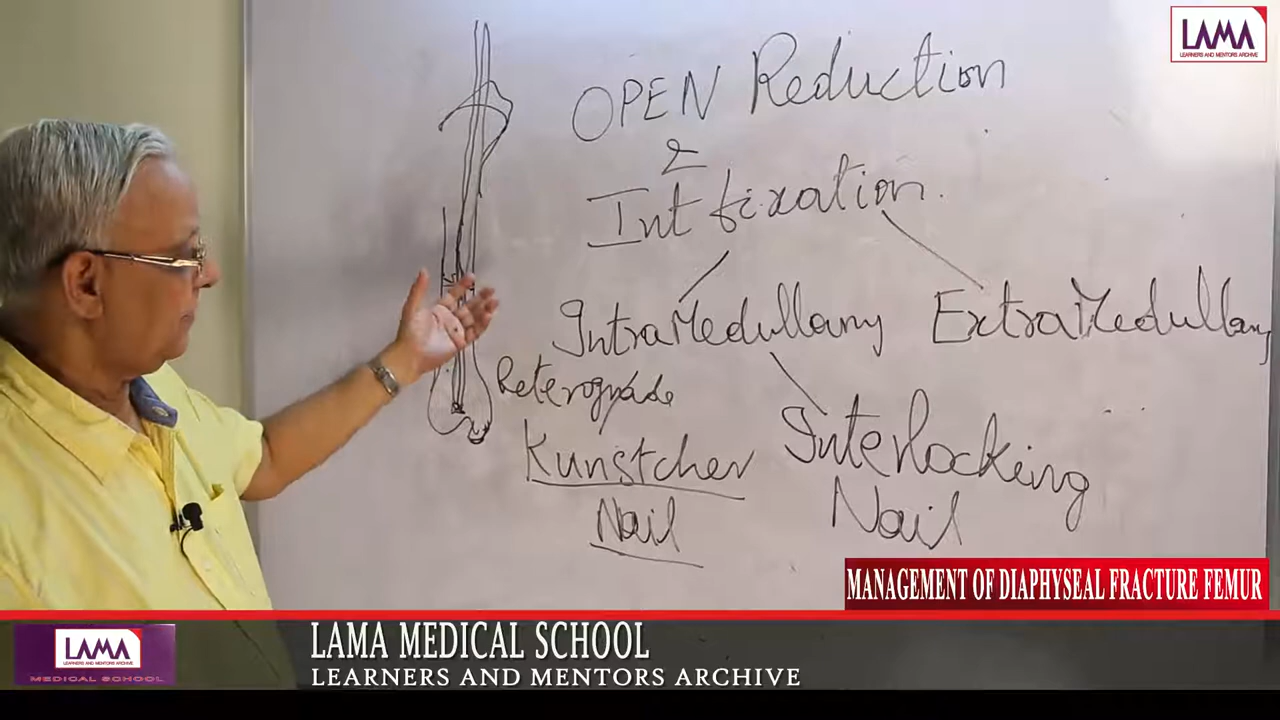 LAMA
LEARNERS AND MENTORS ARCHIVE
OPEN Reduction
&
Int fixation.
IntraMedullary ExtraMedullary
Reterograde
Kunstcher
Nail
Interlocking
Nail
MANAGEMENT OF DIAPHYSEAL FRACTURE FEMUR
LAMA
LEARNERS AND MENTORS ARCHIVE
MEDICAL SCHOOL
LAMA MEDICAL SCHOOL
LEARNERS AND MENTORS ARCHIVE